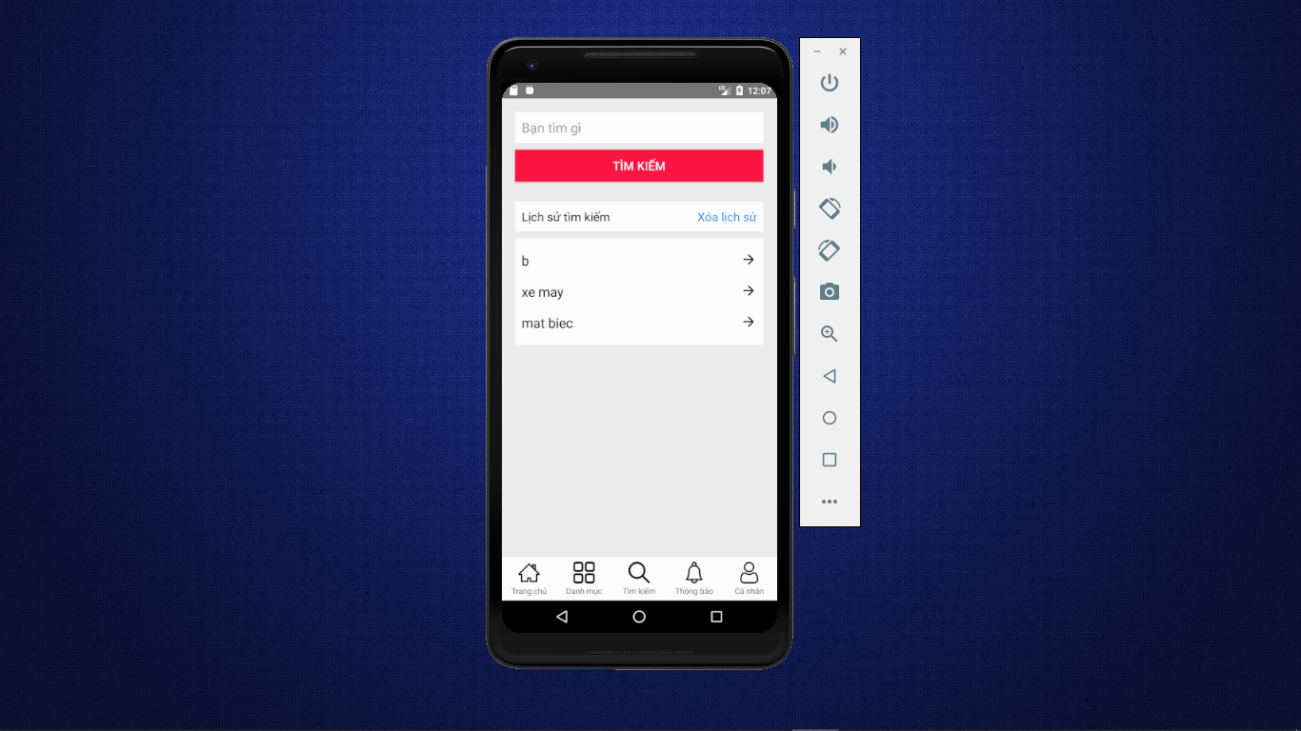 12:07
Bạn tìm gì
TÌM KIẾM
Lịch sử tìm kiếm Xóa lịch sử
b
xe may
mat biec
Trang chủ Danh mục Tìm kiếm Thông báo Cá nhân